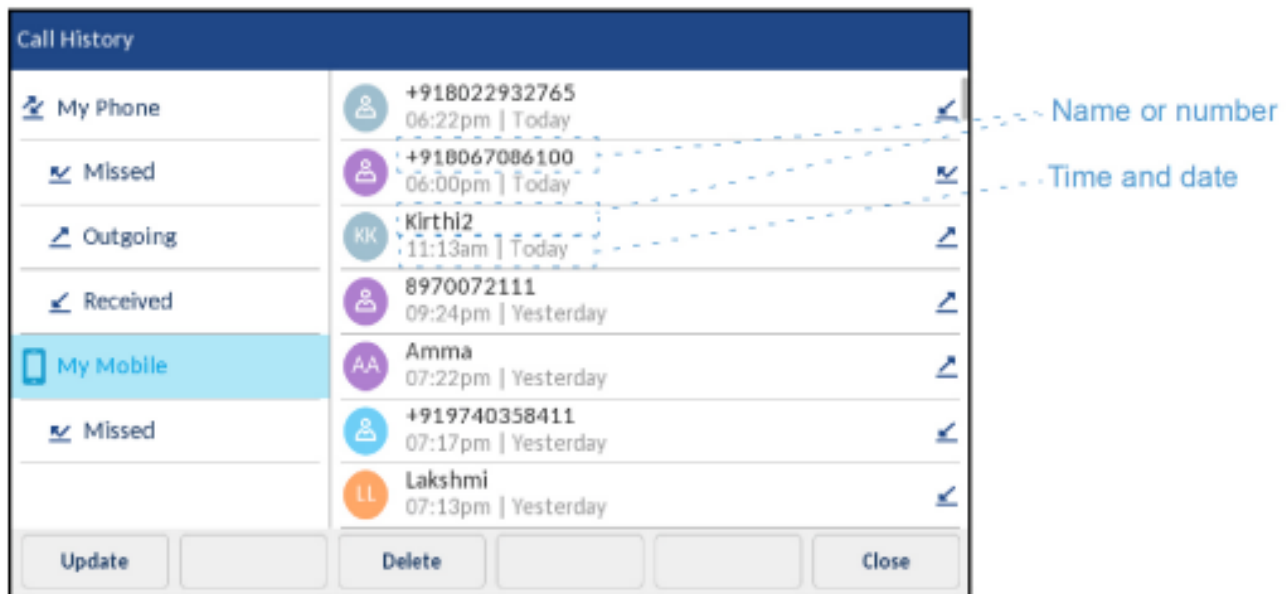 Call History
My Phone
Missed
Outgoing
Received
My Mobile
Missed
+918022932765
06:22pm | Today
+918067086100
06:00pm | Today
KK
Kirthi2
11:13am | Today
8970072111
09:24pm | Yesterday
AA
Amma
07:22pm | Yesterday
+919740358411
07:17pm | Yesterday
LL
Lakshmi
07:13pm | Yesterday
Update
Delete
Close
Name or number
Time and date